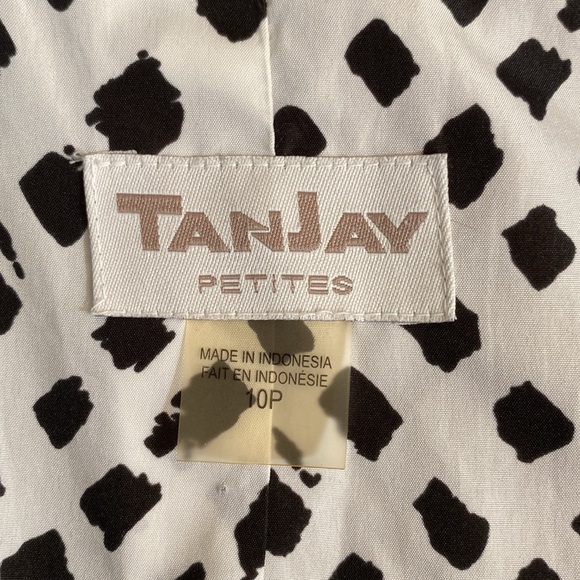 TANJAY
PETITES
MADE IN INDONESIA
FAIT EN INDONÉSIE
10P